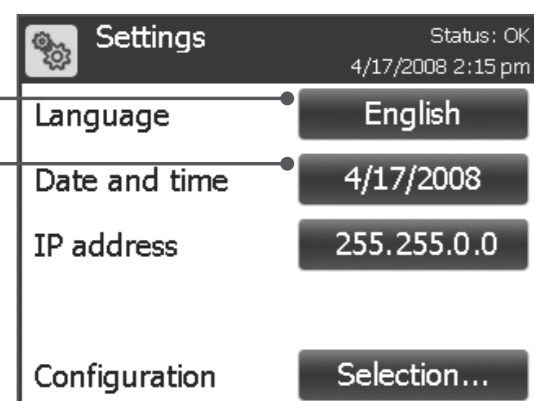 Settings
Status: OK
4/17/2008 2:15 pm
Language English
Date and time 4/17/2008
IP address 255.255.0.0
Configuration Selection...